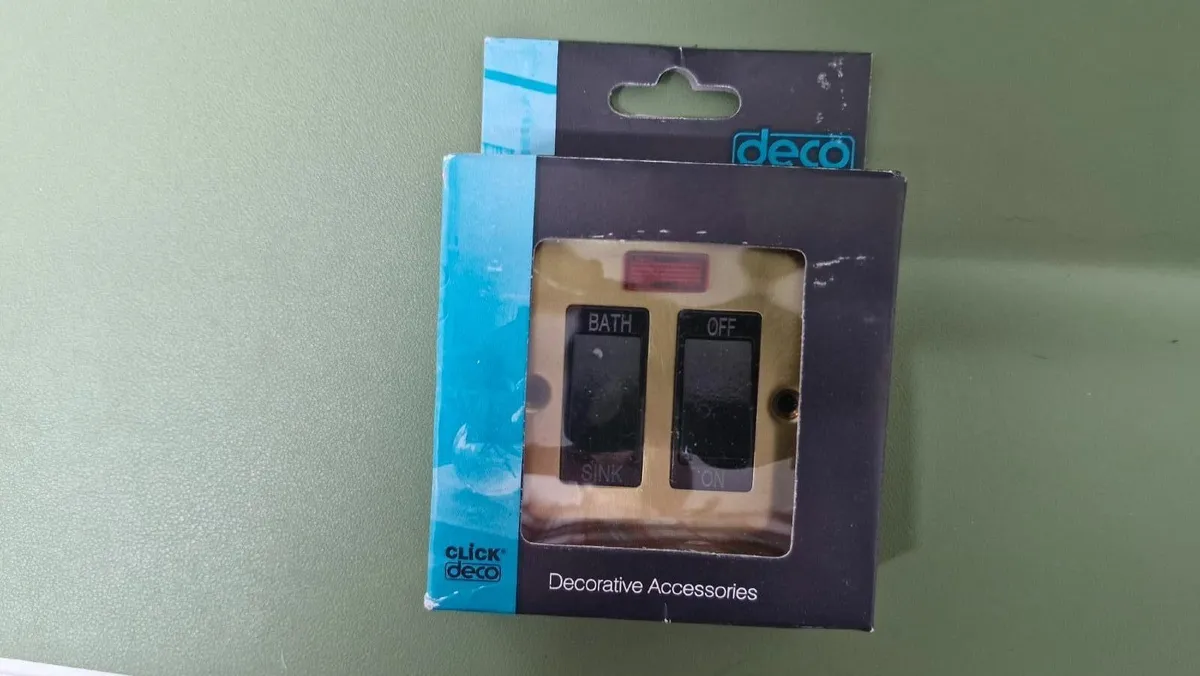 deco
BATH
OFF
SINK
ON
CLiCK®
deco
Decorative Accessories